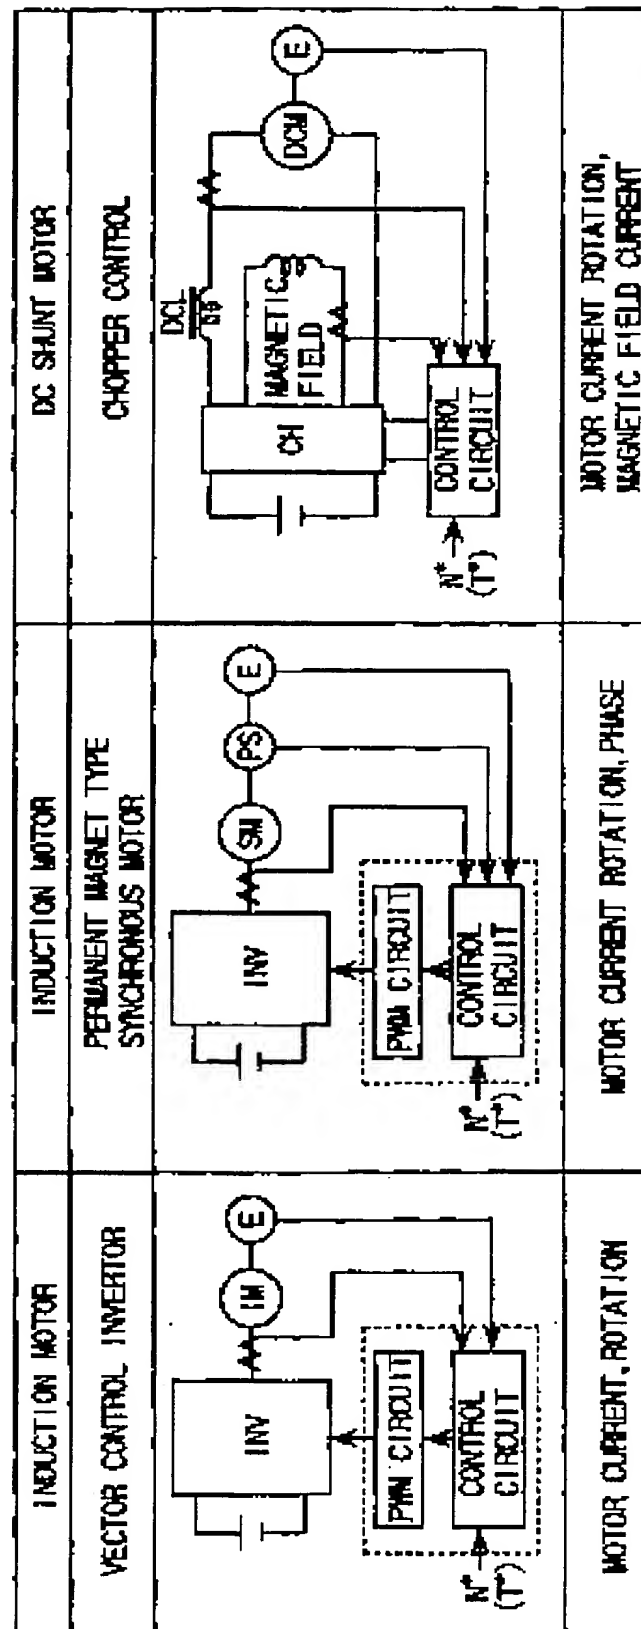 INDUCTION MOTOR
VECTOR CONTROL INVERTOR
INV
IM
E
PWM CIRCUIT
CONTROL
CIRCUIT
N*
(T*)
MOTOR CURRENT, ROTATION
INDUCTION MOTOR
PERMANENT MAGNET TYPE
SYNCHRONOUS MOTOR
INV
SM
PS
E
PWM CIRCUIT
CONTROL
CIRCUIT
N*
(T*)
MOTOR CURRENT ROTATION, PHASE
DC SHUNT MOTOR
CHOPPER CONTROL
DCL
CH
MAGNETIC
FIELD
DCM
E
CONTROL
CIRCUIT
N*
(T*)
MOTOR CURRENT ROTATION,
MAGNETIC FIELD CURRENT